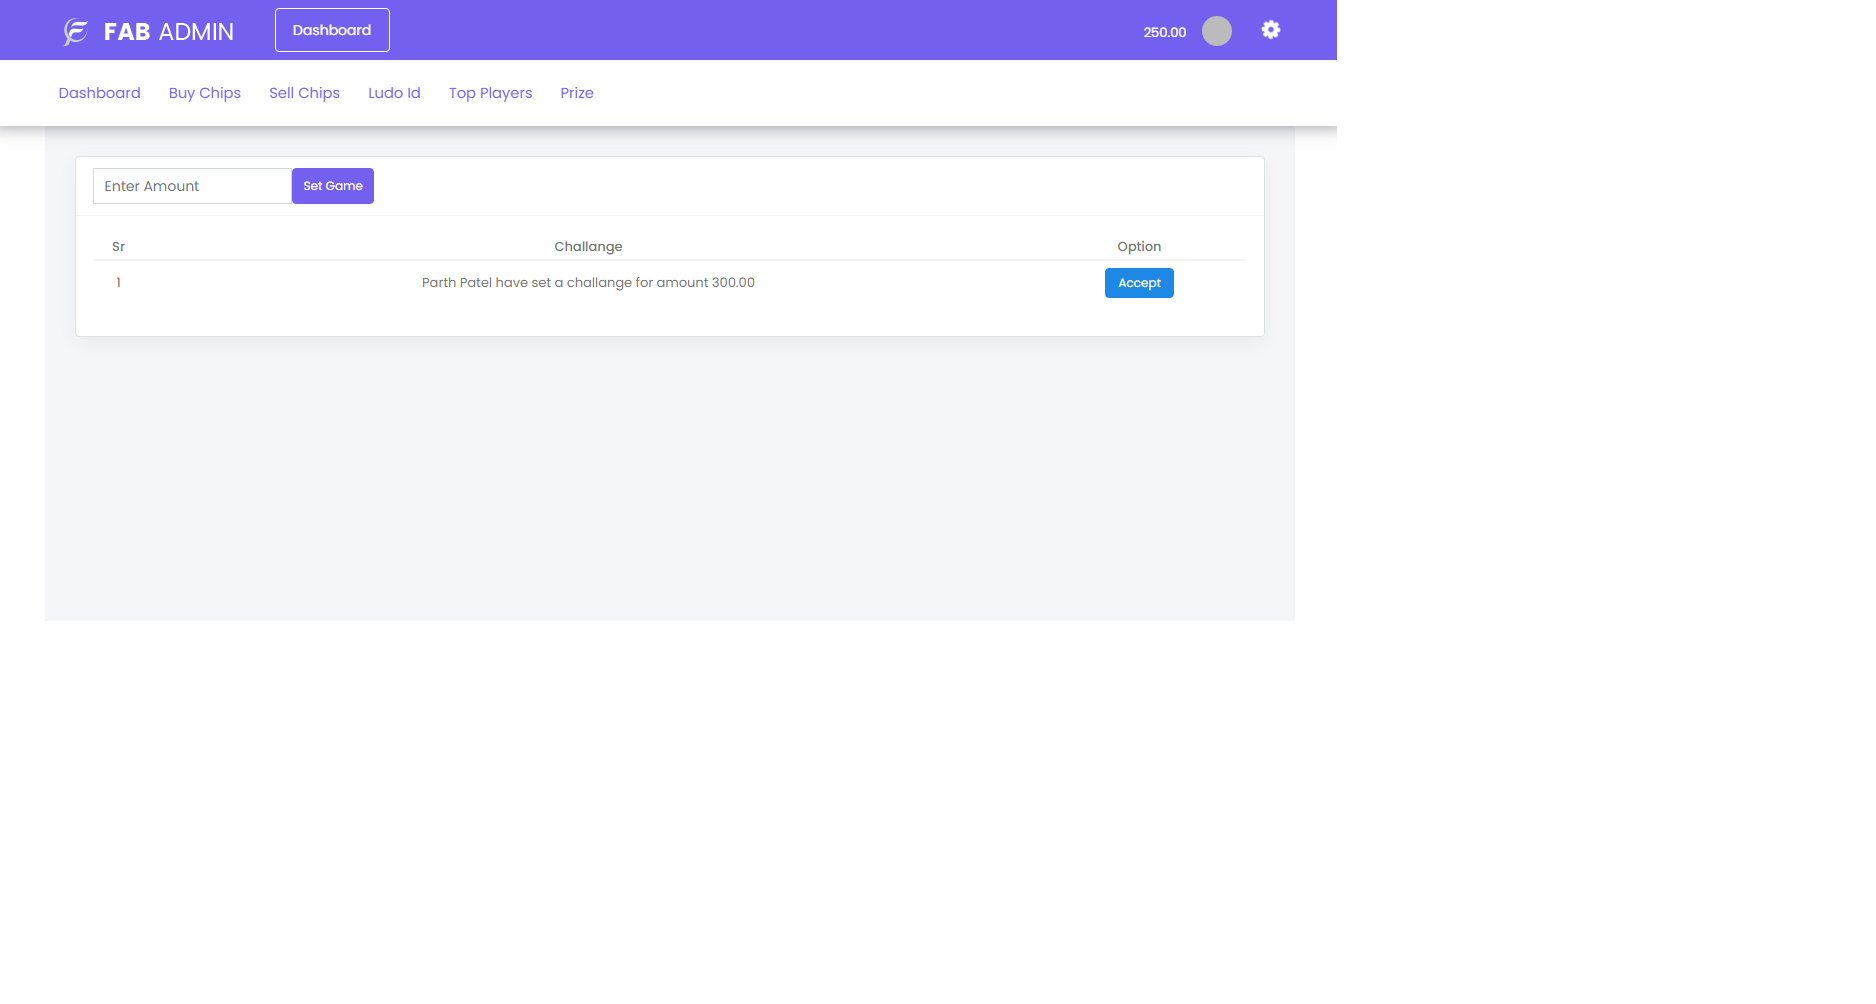 FAB ADMIN Dashboard 250.00
Dashboard Buy Chips Sell Chips Ludo Id Top Players Prize
Enter Amount Set Game
Sr Challange Option
1 Parth Patel have set a challange for amount 300.00 Accept